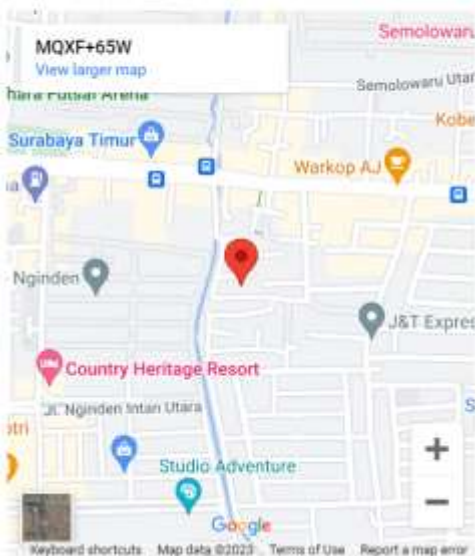 MQXF+65W
View larger map
Semolowaru
hara Futsal Arena
Semolowaru Utar
Kobe
Surabaya Timur
Warkop AJ
a
Nginden
J&T Expres
Country Heritage Resort
Jl. Nginden Intan Utara
S
otri
Studio Adventure
+
−
Google
Keyboard shortcuts Map data ©2023 Terms of Use Report a map error